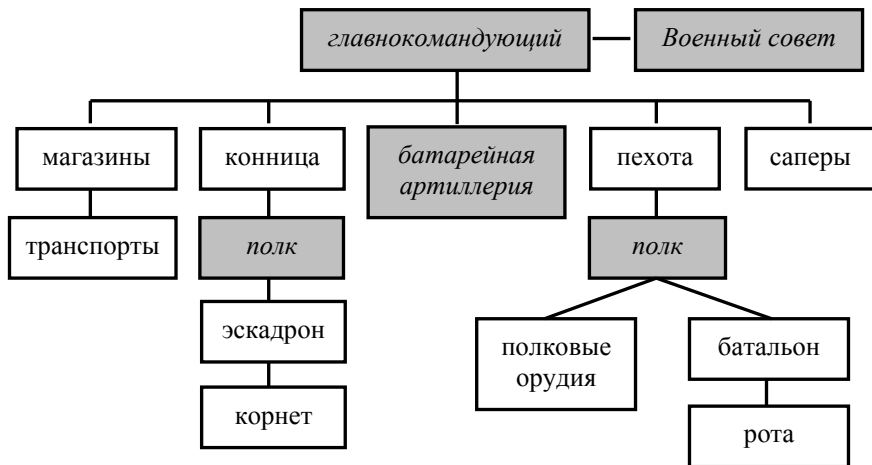 главнокомандующий
Военный совет
магазины
конница
батарейная
артиллерия
пехота
саперы
транспорты
полк
полк
эскадрон
полковые
орудия
батальон
корнет
рота